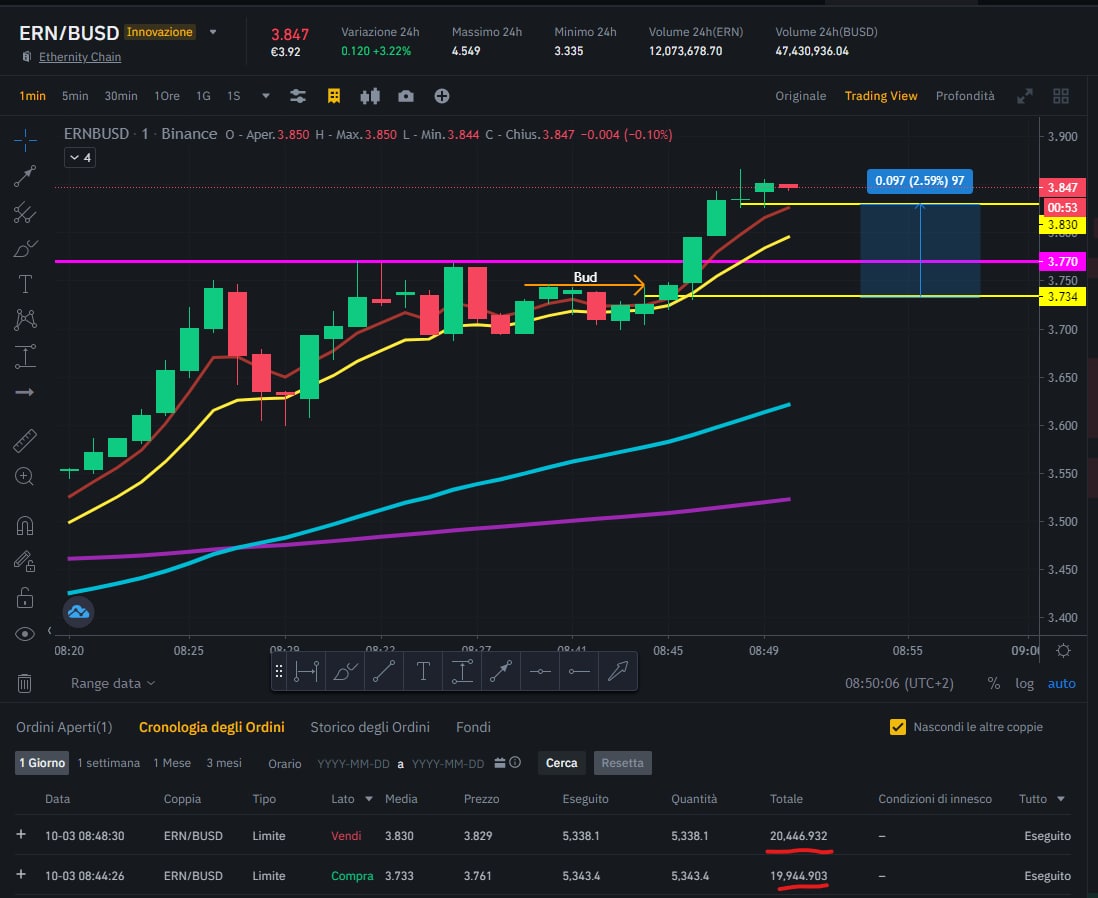 ERN/BUSD Innovazione
Ethernity Chain
3.847
€3.92
Variazione 24h
0.120 +3.22%
Massimo 24h
4.549
Minimo 24h
3.335
Volume 24h(ERN)
12,073,678.70
Volume 24h(BUSD)
47,430,936.04
1min 5min 30min 1Ore 1G 1S
Originale Trading View Profondità
ERNBUSD · 1 · Binance O - Aper.3.850 H - Max.3.850 L - Min.3.844 C - Chius.3.847 −0.004 (−0.10%)
4
3.900
0.097 (2.59%) 97
3.847
00:53
3.830
3.770
Bud
3.750
3.734
3.700
3.650
3.600
3.550
3.500
3.450
3.400
08:20 08:25 08:29 08:41 08:45 08:49 08:55
Range data
08:50:06 (UTC+2) % log auto
Ordini Aperti(1) Cronologia degli Ordini Storico degli Ordini Fondi
Nascondi le altre coppie
1 Giorno 1 settimana 1 Mese 3 mesi Orario YYYY-MM-DD a YYYY-MM-DD Cerca Resetta
Data Coppia Tipo Lato Media Prezzo Eseguito Quantità Totale Condizioni di innesco Tutto
+ 10-03 08:48:30 ERN/BUSD Limite Vendi 3.830 3.829 5,338.1 5,338.1 20,446.932 – Eseguito
+ 10-03 08:44:26 ERN/BUSD Limite Compra 3.733 3.761 5,343.4 5,343.4 19,944.903 – Eseguito